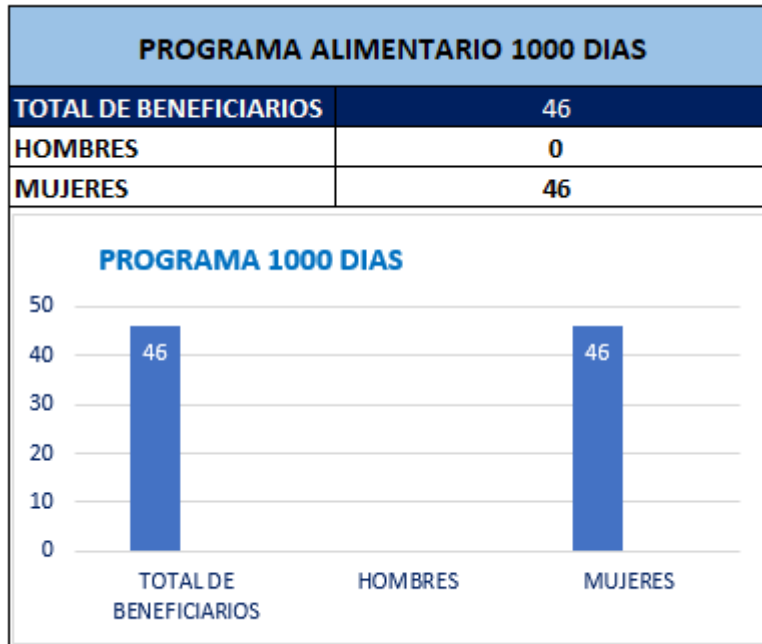 PROGRAMA ALIMENTARIO 1000 DIAS
TOTAL DE BENEFICIARIOS 46
HOMBRES 0
MUJERES 46
PROGRAMA 1000 DIAS
50
40
30
20
10
0
46 46
TOTAL DE BENEFICIARIOS HOMBRES MUJERES